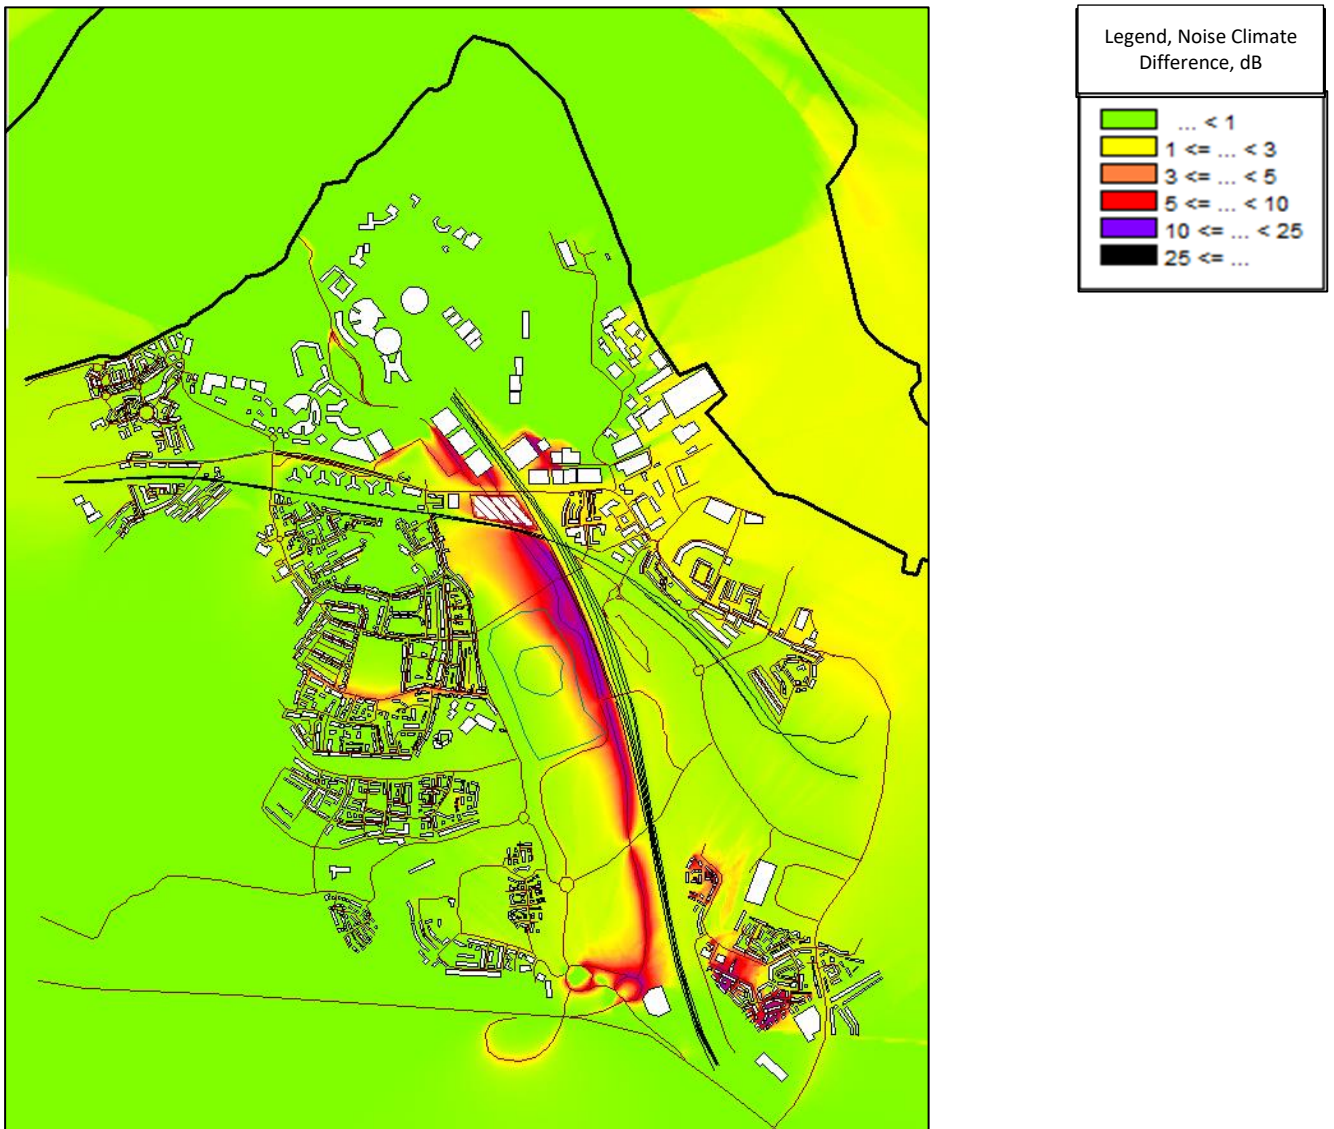 Legend, Noise Climate
Difference, dB
... < 1
1 <= ... < 3
3 <= ... < 5
5 <= ... < 10
10 <= ... < 25
25 <= ...